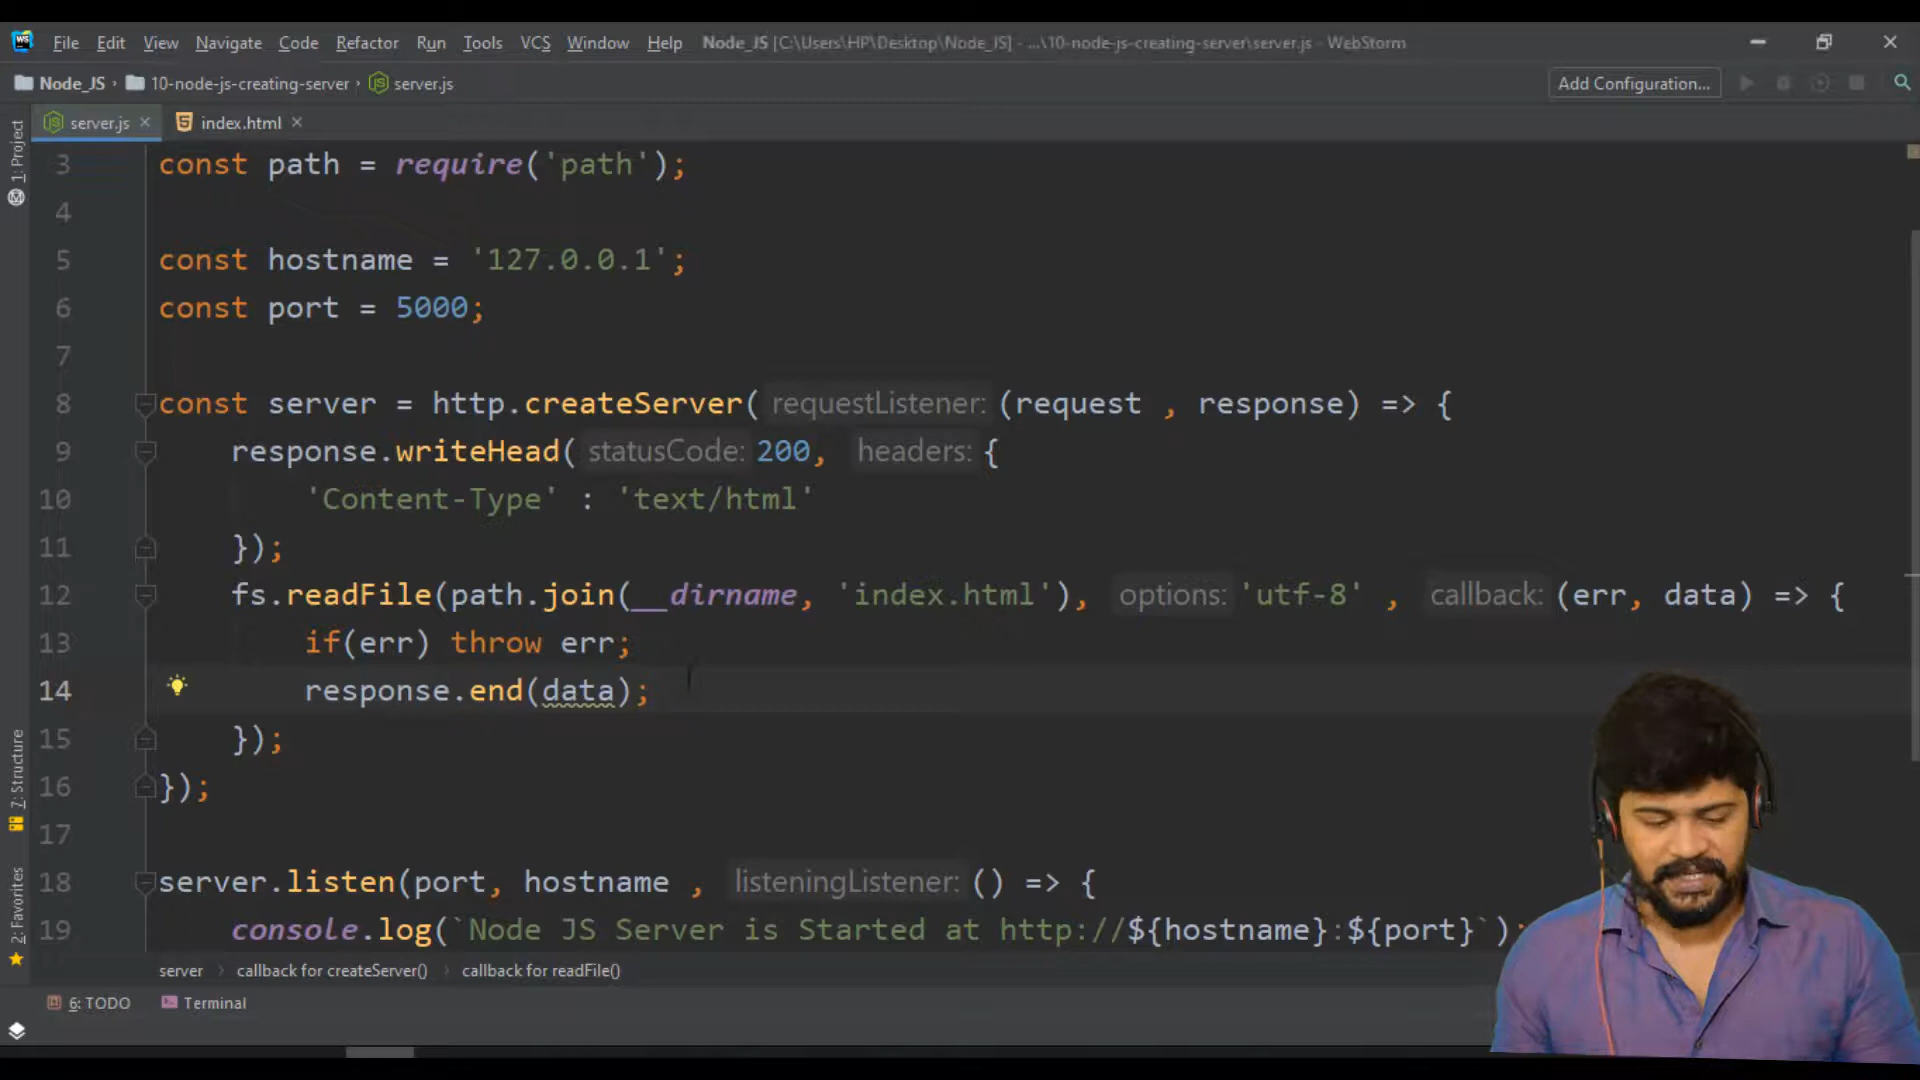 WS File Edit View Navigate Code Refactor Run Tools VCS Window Help Node_JS [C:\Users\HP\Desktop\Node_JS] - ...\10-node-js-creating-server\server.js - WebStorm
Node_JS › 10-node-js-creating-server › server.js Add Configuration...
server.js × index.html ×
1: Project
7: Structure
2: Favorites
3 const path = require('path');
4
5 const hostname = '127.0.0.1';
6 const port = 5000;
7
8 const server = http.createServer( requestListener: (request , response) => {
9 response.writeHead( statusCode: 200, headers: {
10 'Content-Type' : 'text/html'
11 });
12 fs.readFile(path.join(__dirname, 'index.html'), options: 'utf-8' , callback: (err, data) => {
13 if(err) throw err;
14 response.end(data);
15 });
16 });
17
18 server.listen(port, hostname , listeningListener: () => {
19 console.log(`Node JS Server is Started at http://${hostname}:${port}`);
server › callback for createServer() › callback for readFile()
6: TODO Terminal